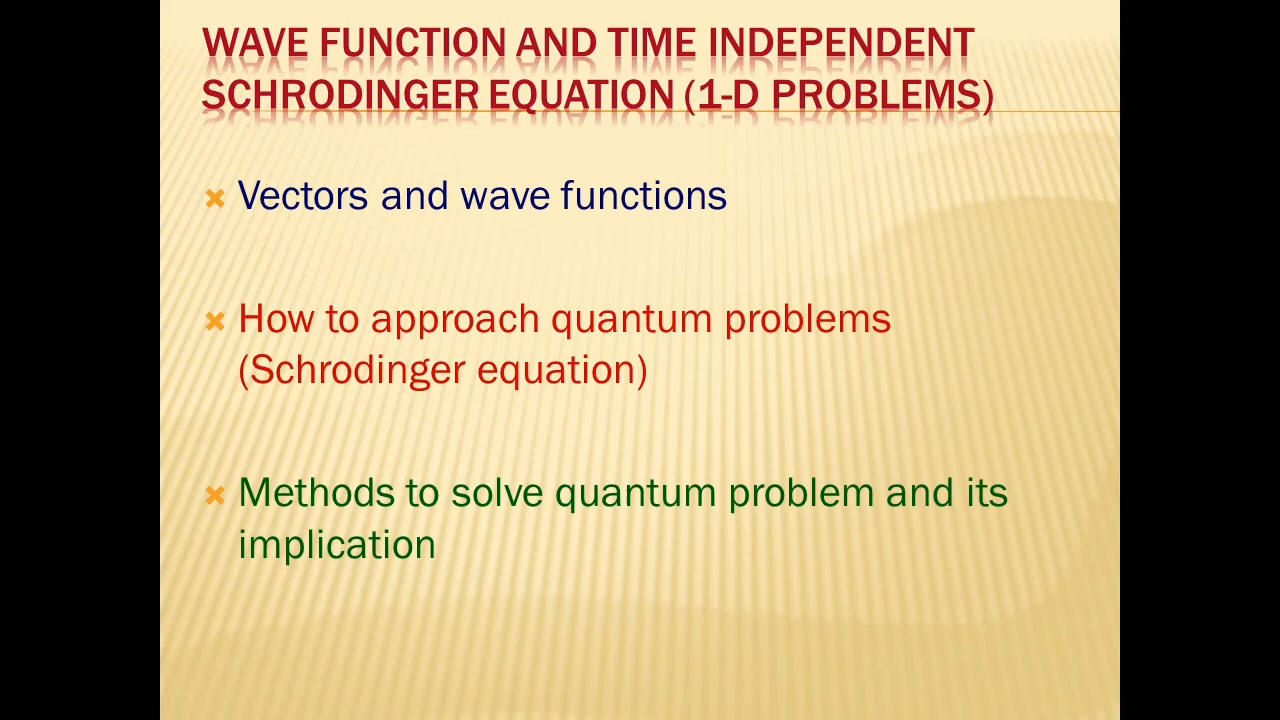 WAVE FUNCTION AND TIME INDEPENDENT
SCHRODINGER EQUATION (1-D PROBLEMS)
Vectors and wave functions
How to approach quantum problems
(Schrodinger equation)
Methods to solve quantum problem and its
implication